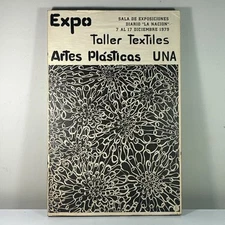 Expo
SALA DE EXPOSICIONES
DIARIO "LA NACION"
7 AL 17 DICIEMBRE 1979
Taller Textiles
Artes Plásticas UNA